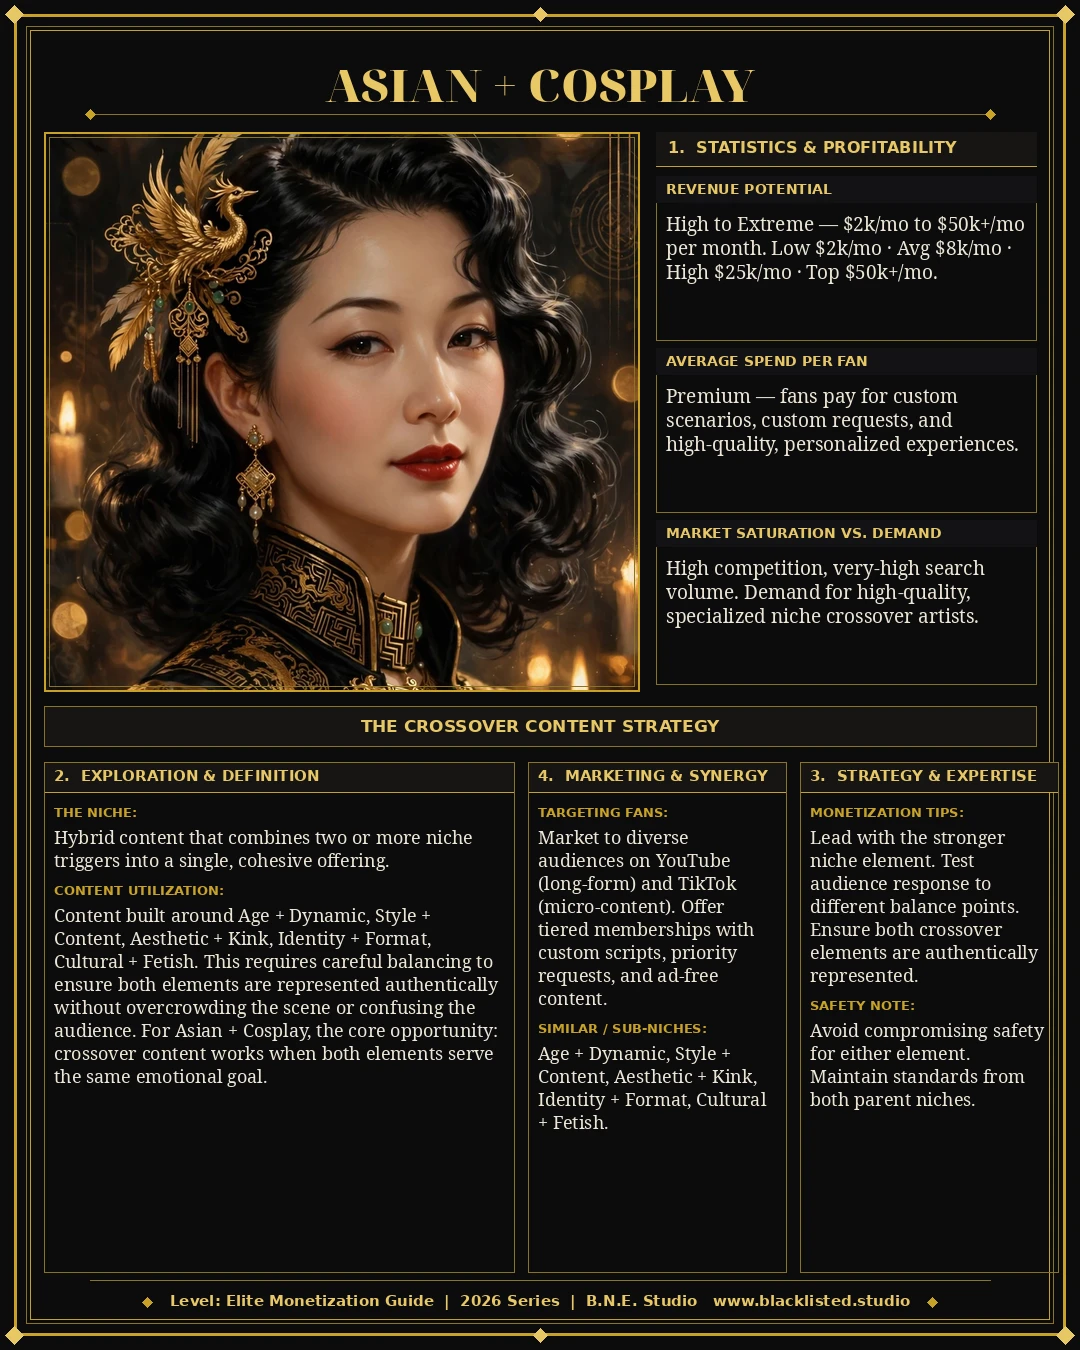 ASIAN + COSPLAY
1. STATISTICS & PROFITABILITY
REVENUE POTENTIAL
High to Extreme — $2k/mo to $50k+/mo
per month. Low $2k/mo · Avg $8k/mo ·
High $25k/mo · Top $50k+/mo.
AVERAGE SPEND PER FAN
Premium — fans pay for custom
scenarios, custom requests, and
high-quality, personalized experiences.
MARKET SATURATION VS. DEMAND
High competition, very-high search
volume. Demand for high-quality,
specialized niche crossover artists.
THE CROSSOVER CONTENT STRATEGY
2. EXPLORATION & DEFINITION
THE NICHE:
Hybrid content that combines two or more niche
triggers into a single, cohesive offering.
CONTENT UTILIZATION:
Content built around Age + Dynamic, Style +
Content, Aesthetic + Kink, Identity + Format,
Cultural + Fetish. This requires careful balancing to
ensure both elements are represented authentically
without overcrowding the scene or confusing the
audience. For Asian + Cosplay, the core opportunity:
crossover content works when both elements serve
the same emotional goal.
4. MARKETING & SYNERGY
TARGETING FANS:
Market to diverse
audiences on YouTube
(long-form) and TikTok
(micro-content). Offer
tiered memberships with
custom scripts, priority
requests, and ad-free
content.
SIMILAR / SUB-NICHES:
Age + Dynamic, Style +
Content, Aesthetic + Kink,
Identity + Format, Cultural
+ Fetish.
3. STRATEGY & EXPERTISE
MONETIZATION TIPS:
Lead with the stronger
niche element. Test
audience response to
different balance points.
Ensure both crossover
elements are authentically
represented.
SAFETY NOTE:
Avoid compromising safety
for either element.
Maintain standards from
both parent niches.
Level: Elite Monetization Guide | 2026 Series | B.N.E. Studio www.blacklisted.studio